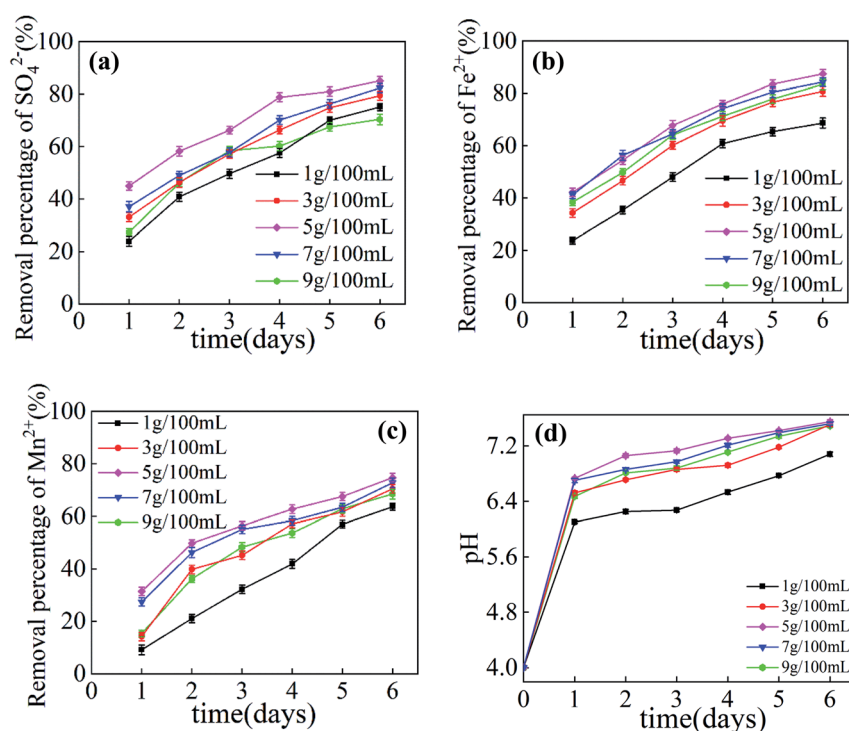 (a)
Removal percentage of SO₄²⁻(%)
100
80
60
40
20
0
1g/100mL
3g/100mL
5g/100mL
7g/100mL
9g/100mL
0 1 2 3 4 5 6
time(days)
(b)
Removal percentage of Fe²⁺(%)
100
80
60
40
20
0
1g/100mL
3g/100mL
5g/100mL
7g/100mL
9g/100mL
0 1 2 3 4 5 6
time(days)
(c)
Removal percentage of Mn²⁺(%)
100
80
60
40
20
0
1g/100mL
3g/100mL
5g/100mL
7g/100mL
9g/100mL
0 1 2 3 4 5 6
time(days)
(d)
pH
7.2
6.4
5.6
4.8
4.0
1g/100mL
3g/100mL
5g/100mL
7g/100mL
9g/100mL
0 1 2 3 4 5 6
time(days)